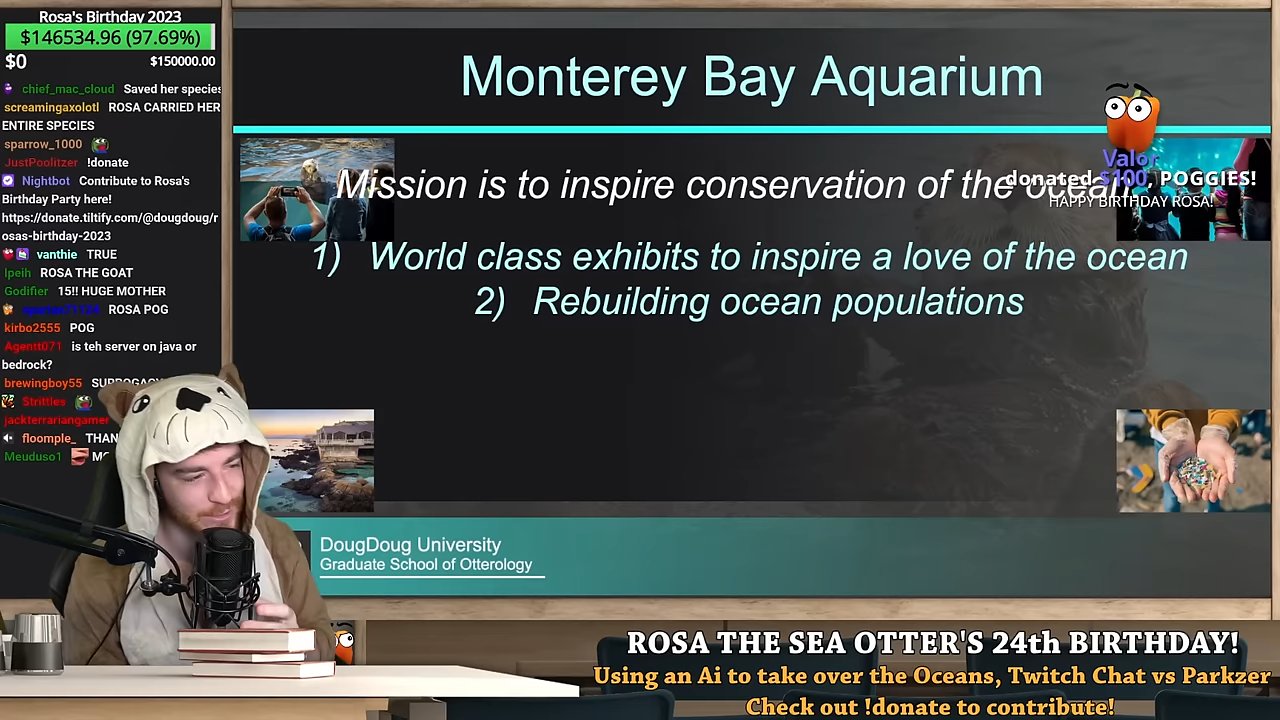 Rosa's Birthday 2023
$146534.96 (97.69%)
$0 $150000.00
chief_mac_cloud Saved her species
screamingaxolotl ROSA CARRIED HER
ENTIRE SPECIES
sparrow_1000
JustPoolitzer !donate
Nightbot Contribute to Rosa's
Birthday Party here!
https://donate.tiltify.com/@dougdoug/r
osas-birthday-2023
vanthie TRUE
lpeih ROSA THE GOAT
Godifier 15!! HUGE MOTHER
ROSA POG
kirbo2555 POG
Agentt071 is teh server on java or
bedrock?
brewingboy55 SURROGACY
Strittles
jackterrariangamer
floomple_ THAN
Meuduso1
Monterey Bay Aquarium
Valor
donated $100, POGGIES!
HAPPY BIRTHDAY ROSA!
Mission is to inspire conservation of the ocean
1) World class exhibits to inspire a love of the ocean
2) Rebuilding ocean populations
DougDoug University
Graduate School of Otterology
ROSA THE SEA OTTER'S 24th BIRTHDAY!
Using an Ai to take over the Oceans, Twitch Chat vs Parkzer
Check out !donate to contribute!